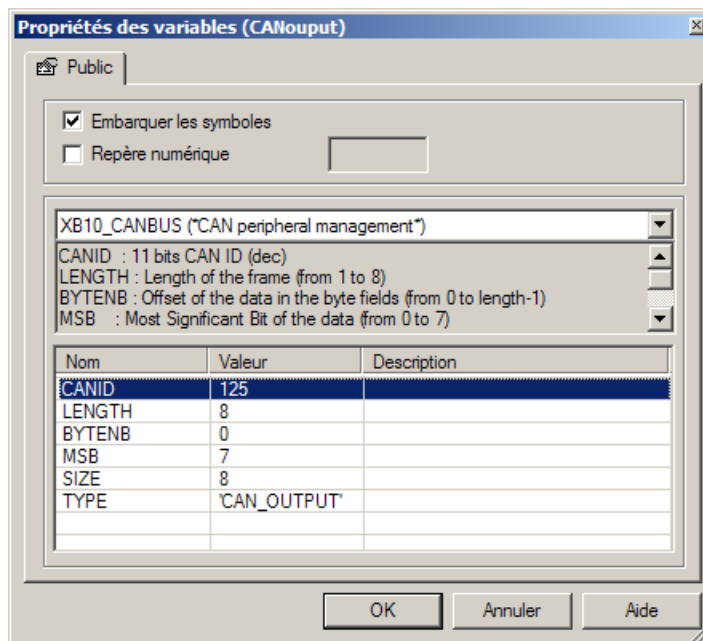 Propriétés des variables (CANouput)
Public
Embarquer les symboles
Repère numérique
XB10_CANBUS (*CAN peripheral management*)
CANID : 11 bits CAN ID (dec)
LENGTH : Length of the frame (from 1 to 8)
BYTENB : Offset of the data in the byte fields (from 0 to length-1)
MSB : Most Significant Bit of the data (from 0 to 7)
Nom Valeur Description
CANID 125
LENGTH 8
BYTENB 0
MSB 7
SIZE 8
TYPE 'CAN_OUTPUT'
OK Annuler Aide